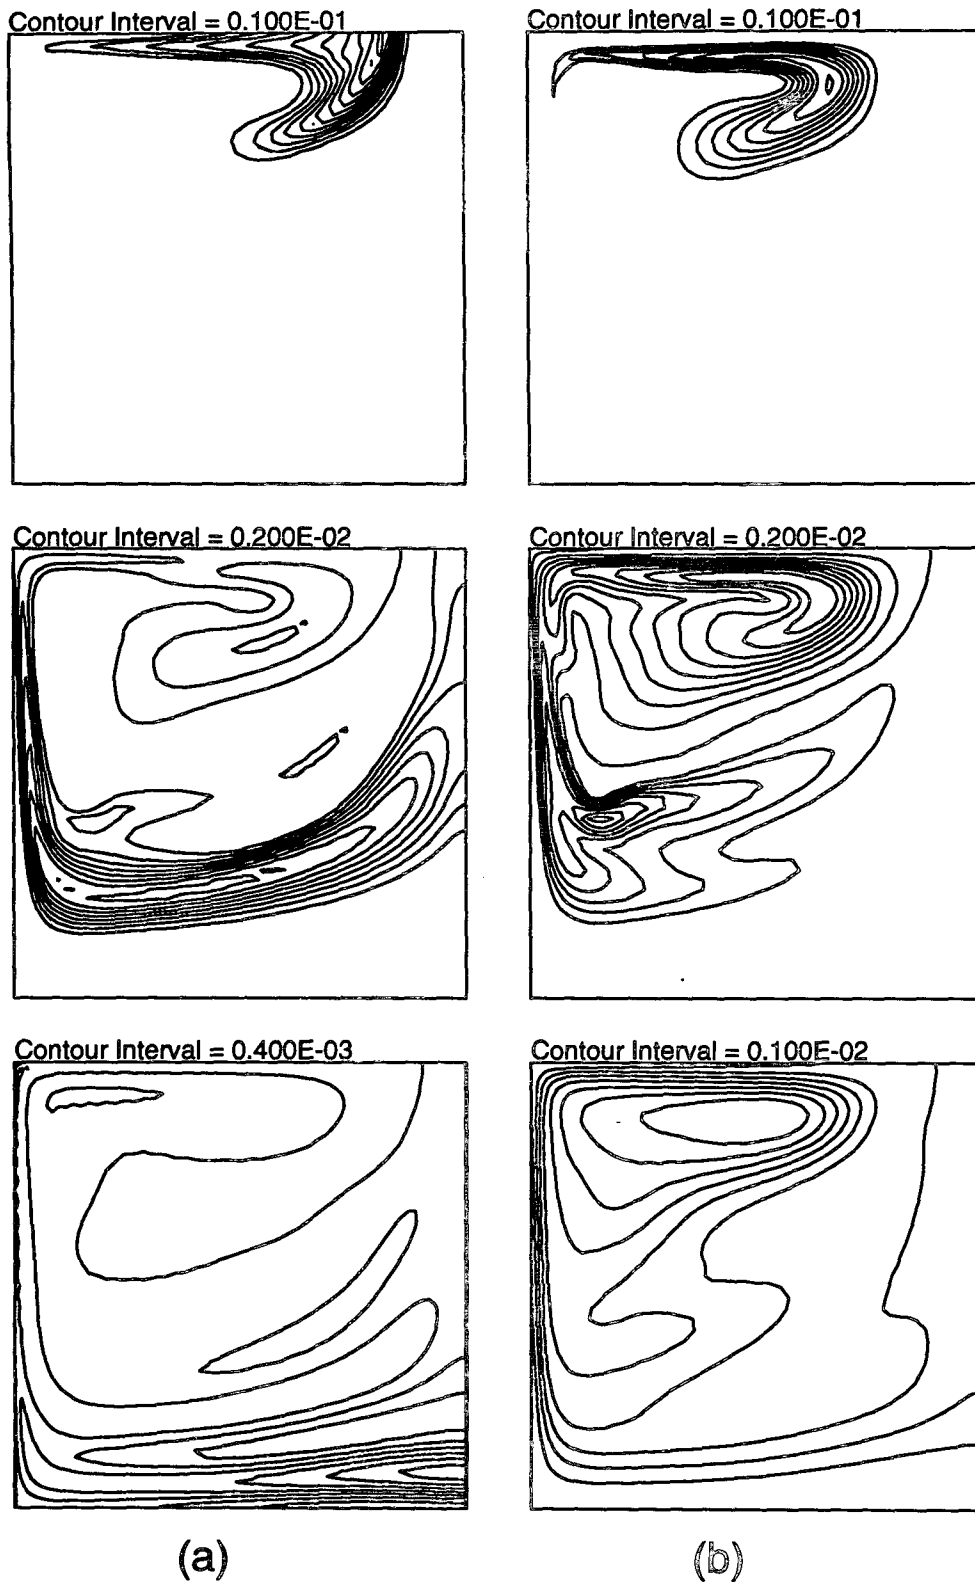 Contour Interval = 0.100E-01
Contour Interval = 0.100E-01
Contour Interval = 0.200E-02
Contour Interval = 0.200E-02
Contour Interval = 0.400E-03
Contour Interval = 0.100E-02
(a)
(b)